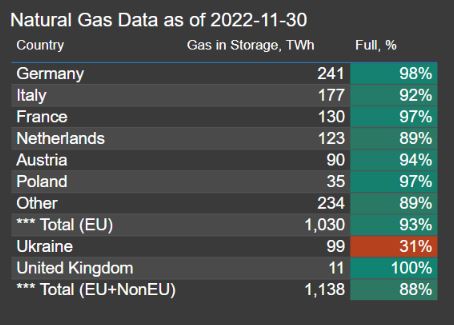 Natural Gas Data as of 2022-11-30
Country Gas in Storage, TWh Full, %
Germany 241 98%
Italy 177 92%
France 130 97%
Netherlands 123 89%
Austria 90 94%
Poland 35 97%
Other 234 89%
*** Total (EU) 1,030 93%
Ukraine 99 31%
United Kingdom 11 100%
*** Total (EU+NonEU) 1,138 88%